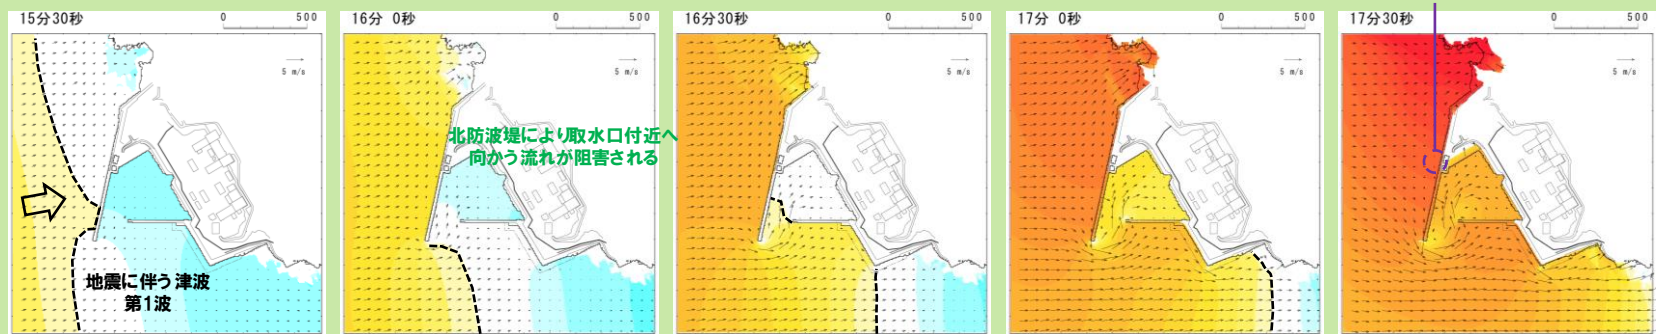 15分30秒
0 500
5 m/s
地震に伴う津波
第1波
16分 0秒
0 500
5 m/s
北防波堤により取水口付近へ
向かう流れが阻害される
16分30秒
0 500
5 m/s
17分 0秒
0 500
5 m/s
17分30秒
0 500
5 m/s